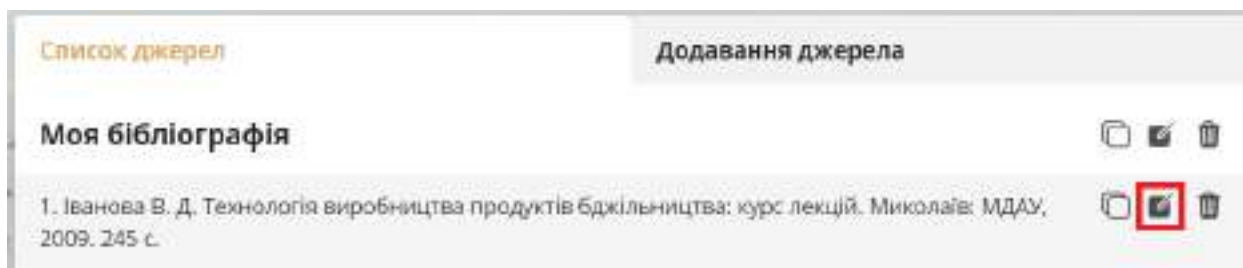 Список джерел
Додавання джерела
Моя бібліографія
1. Іванова В. Д. Технологія виробництва продуктів бджільництва: курс лекцій. Миколаїв: МДАУ,
2009. 245 с.